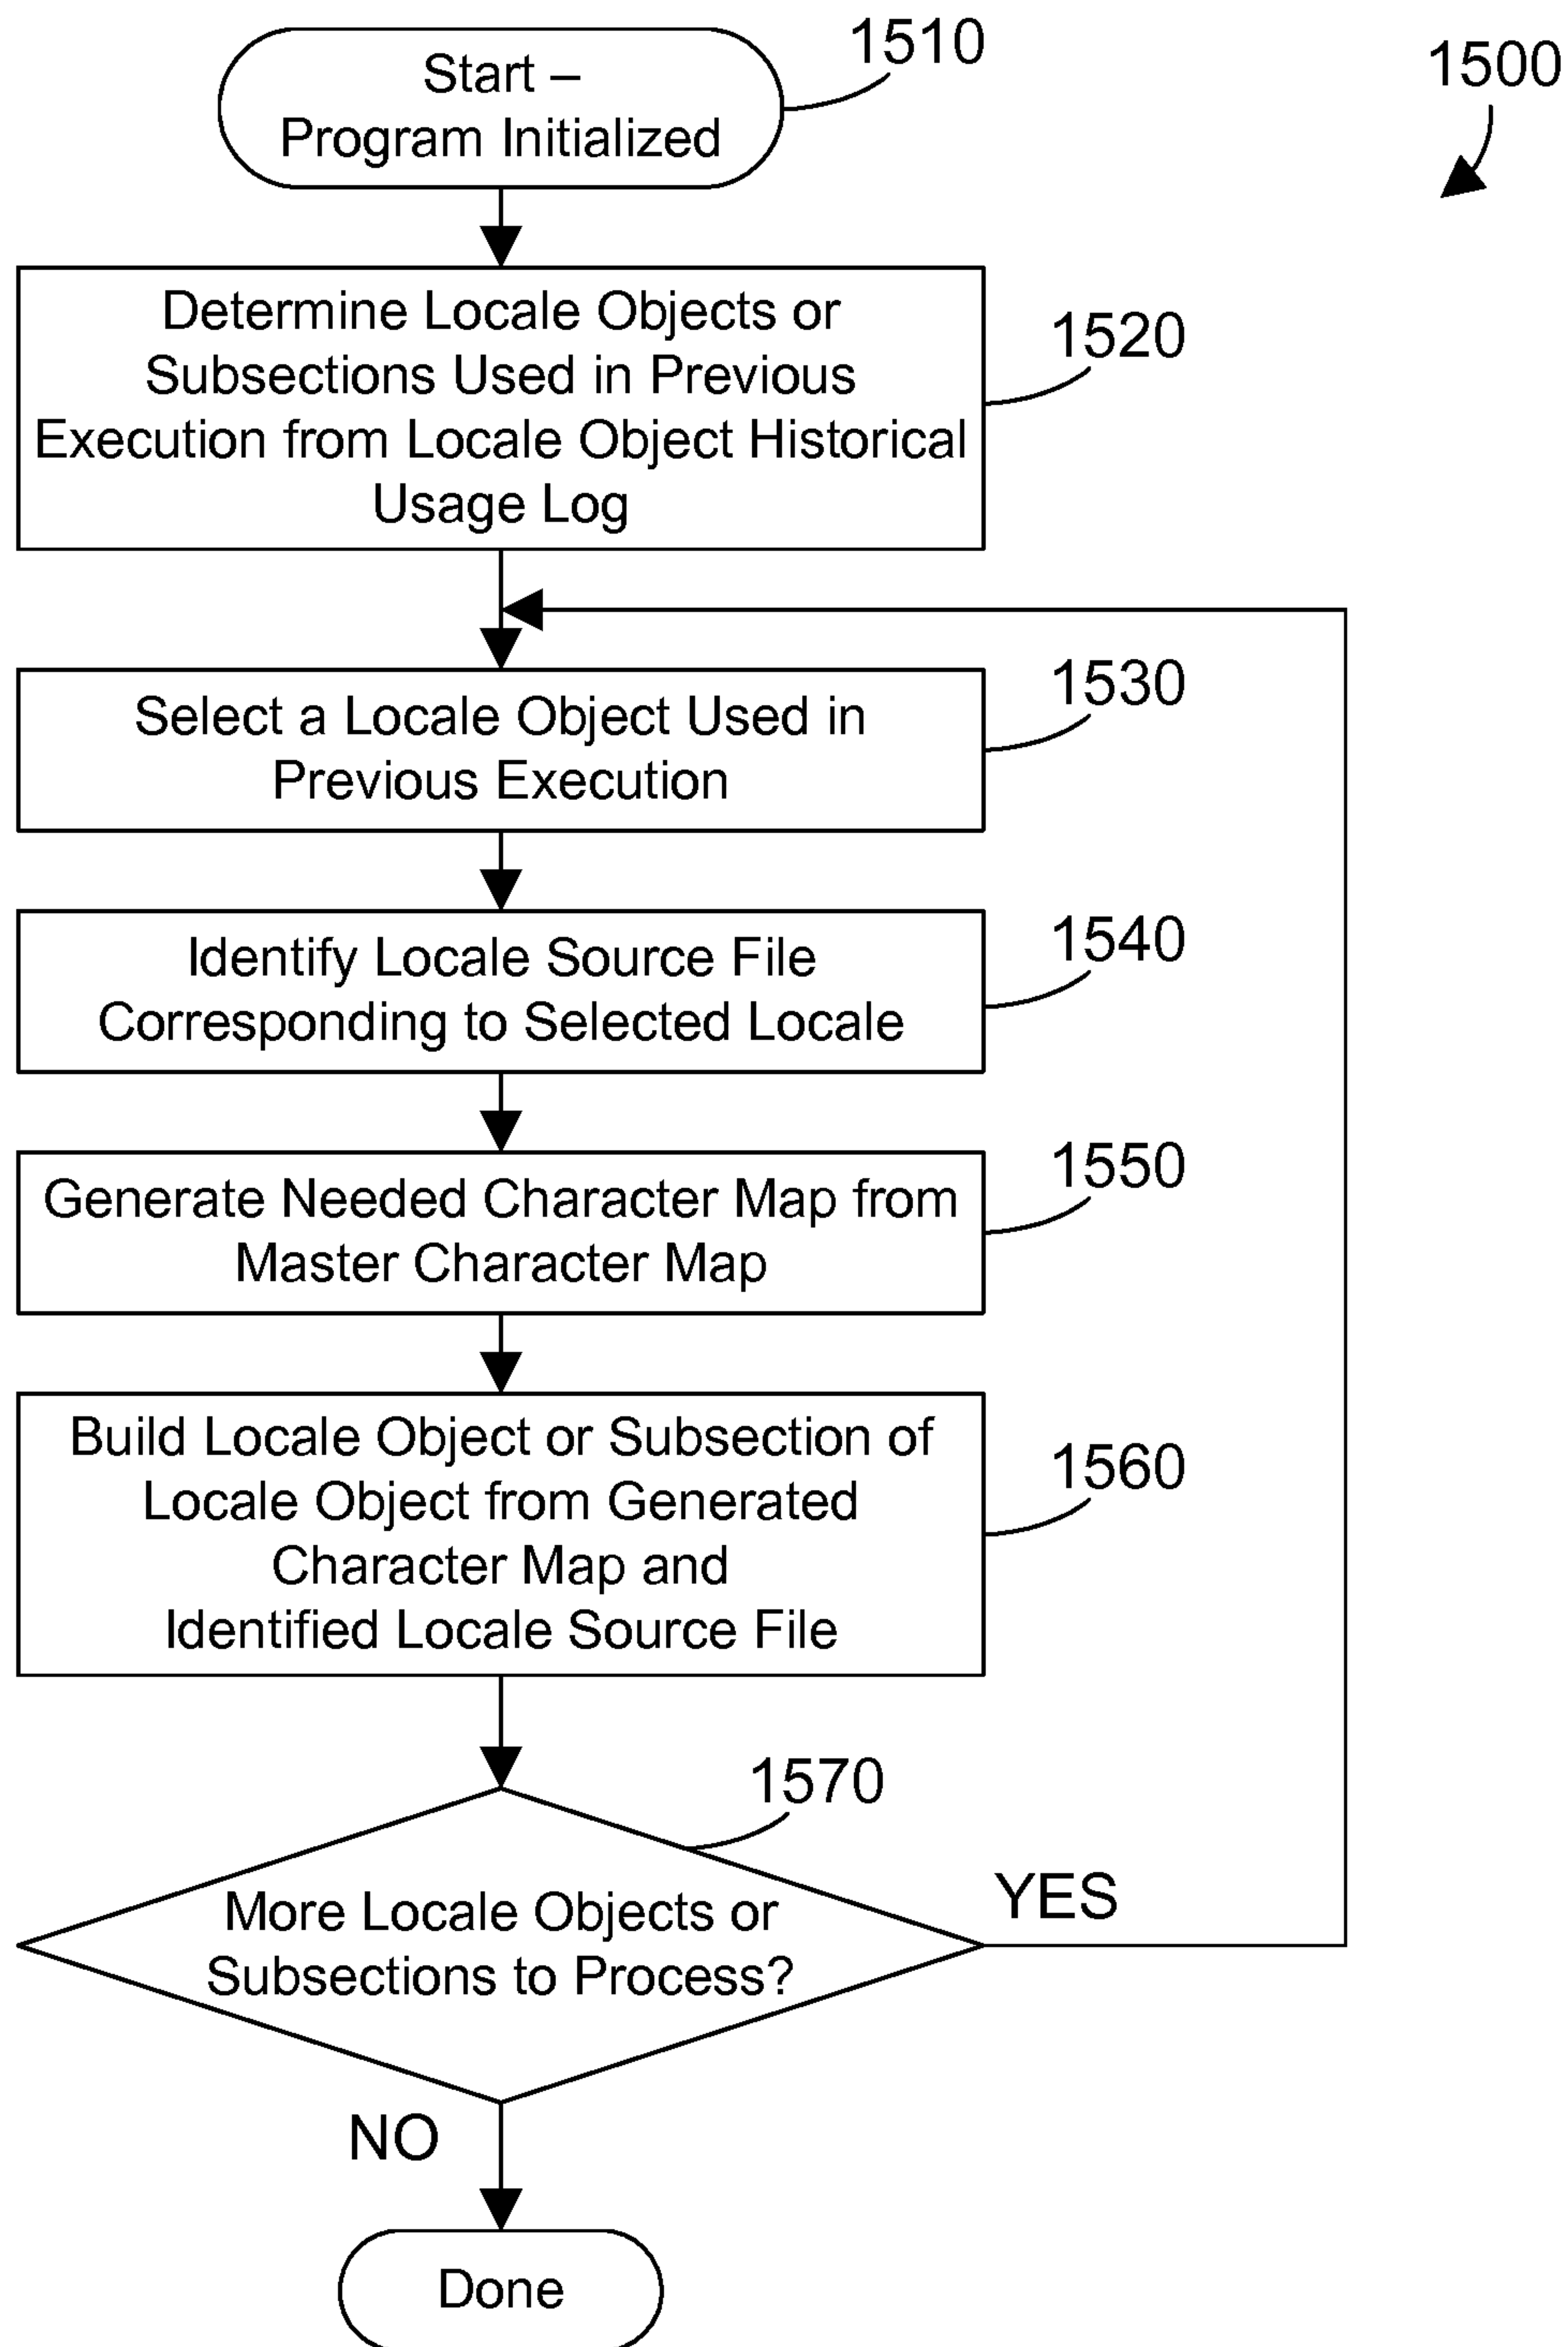 1510
1500
Start –
Program Initialized
Determine Locale Objects or
Subsections Used in Previous
Execution from Locale Object Historical
Usage Log
1520
Select a Locale Object Used in
Previous Execution
1530
Identify Locale Source File
Corresponding to Selected Locale
1540
Generate Needed Character Map from
Master Character Map
1550
Build Locale Object or Subsection of
Locale Object from Generated
Character Map and
Identified Locale Source File
1560
1570
More Locale Objects or
Subsections to Process?
YES
NO
Done